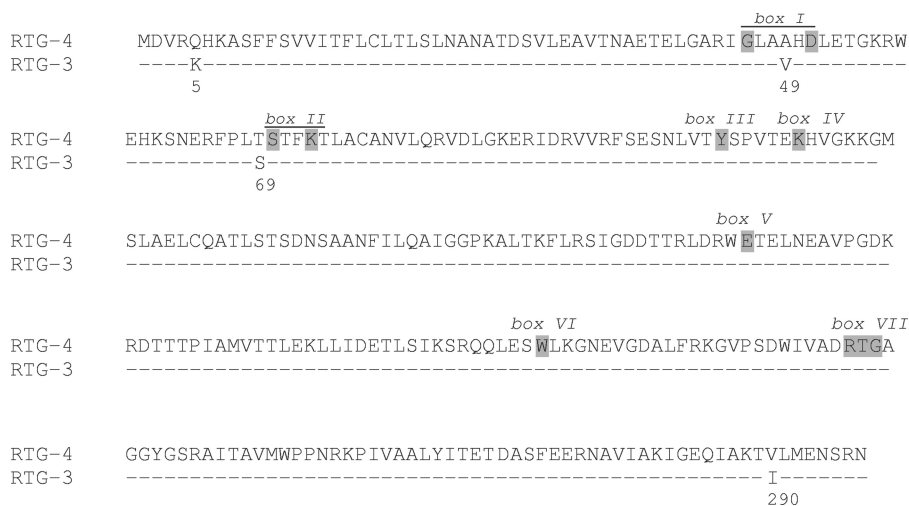 box I
RTG-4 MDVRQHKASFFSVVITFLCLTLSLNANATDSVLEAVTNAETELGARIGLAAHDLETGKRW
RTG-3 ----K---------------------------------------------V---------
5 49
box II box III box IV
RTG-4 EHKSNERFPLTSTFKTLACANVLQRVDLGKERIDRVVRFSESNLVTYSPVTEKHVGKKGM
RTG-3 ----------S------------------------------------------------
69
box V
RTG-4 SLAELCQATLSTSDNSAANFILQAIGGPKALTKFLRSIGDDTTRLDRWETELNEAVPGDK
RTG-3 ------------------------------------------------------------
box VI box VII
RTG-4 RDTTTPIAMVTTLEKLLIDETLSIKSRQQLESWLKGNEVGDALFRKGVPSDWIVADRTGA
RTG-3 ------------------------------------------------------------
RTG-4 GGYGSRAITAVMWPPNRKPIVAALYITETDASFEERNAVIAKIGEQIAKTVLMENSRN
RTG-3 --------------------------------------------------I-------
290